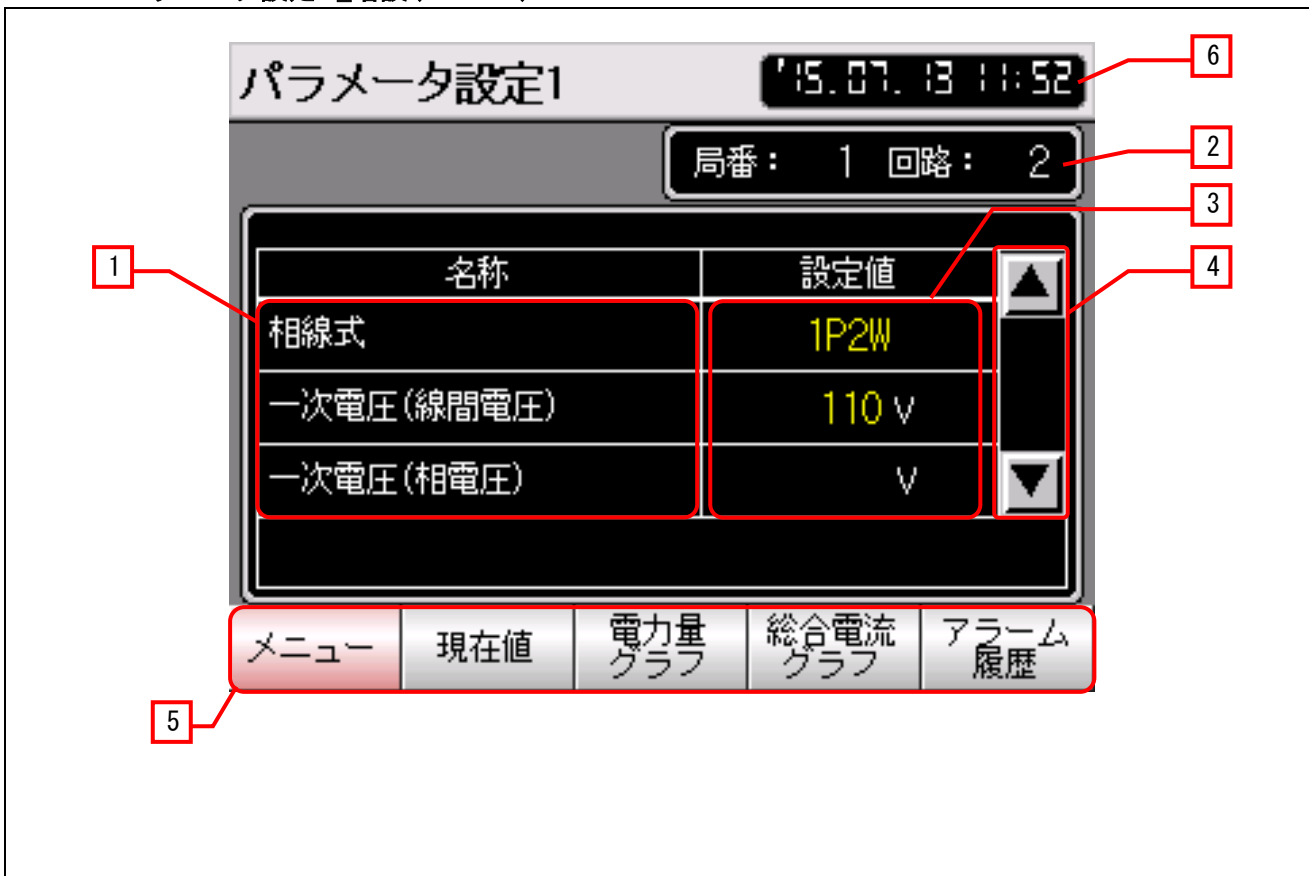 パラメータ設定1
'15.07.13 11:52
6
局番: 1 回路: 2
2
3
1
名称 設定値
4
相線式 1P2W
一次電圧(線間電圧) 110 V
一次電圧(相電圧) V
メニュー 現在値 電力量グラフ 総合電流グラフ アラーム履歴
5